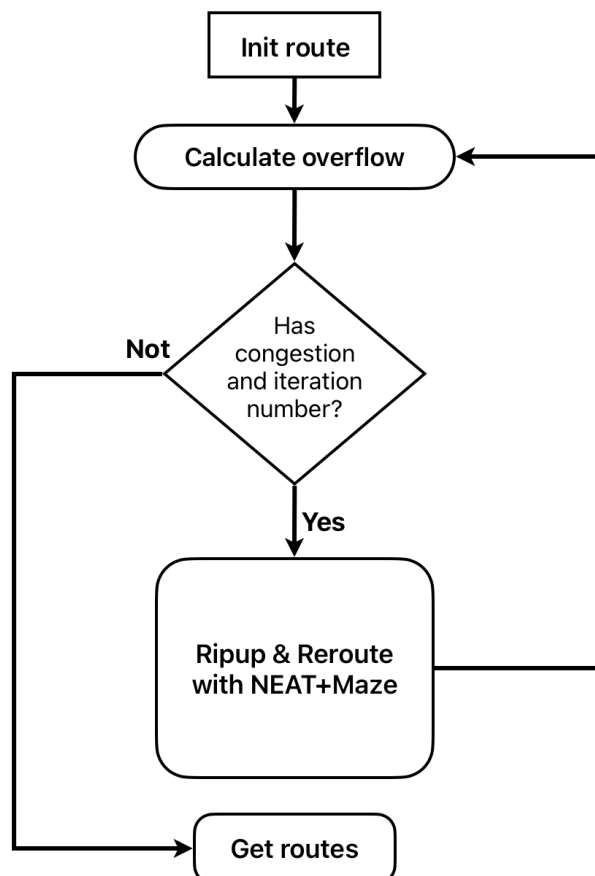 Init route
Calculate overflow
Has
congestion
and iteration
number?
Not
Yes
Ripup & Reroute
with NEAT+Maze
Get routes